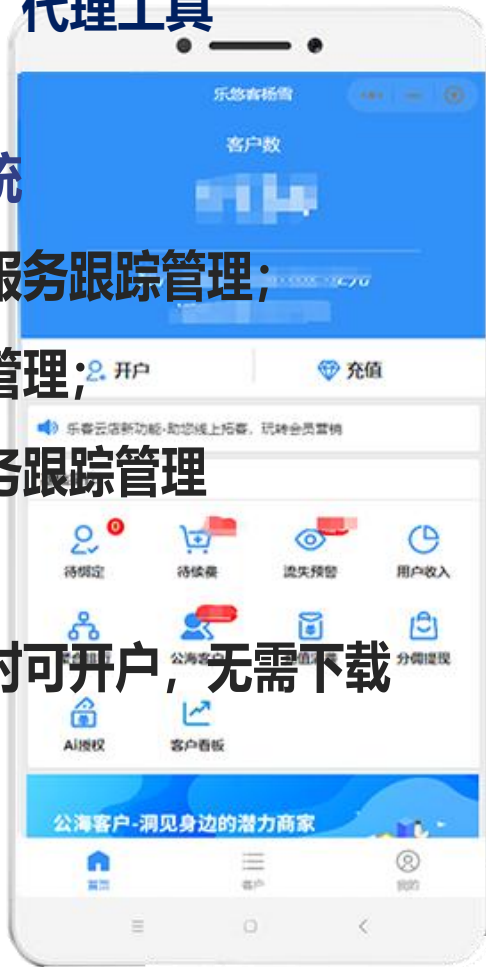 代理工具
乐悠客杨雪
客户数
统
服务跟踪管理；
管理；
开户
充值
乐客云店新功能-助您线上拓客，玩转会员营销
务跟踪管理
0
待绑定
待续费
流失预警
用户收入
公海客户
分佣提现
时可开户，无需下载
Ai授权
客户看板
公海客户-洞见身边的潜力商家
首页
客户
我的